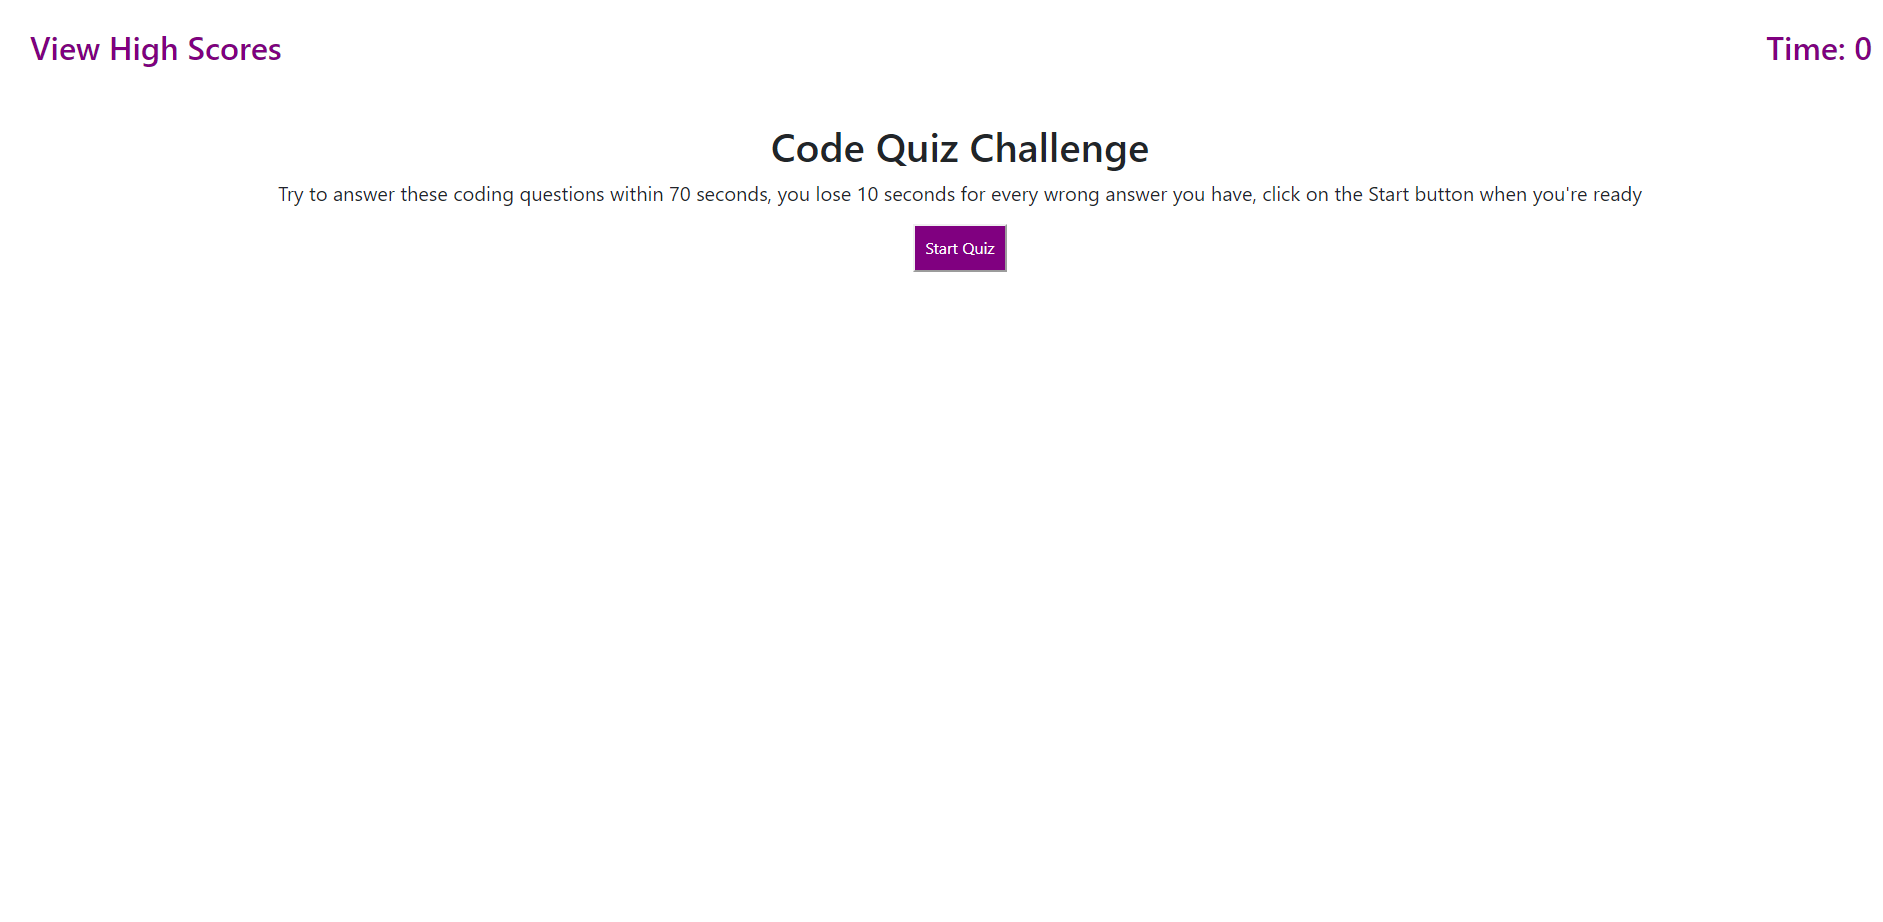 View High Scores
Time: 0
Code Quiz Challenge
Try to answer these coding questions within 70 seconds, you lose 10 seconds for every wrong answer you have, click on the Start button when you're ready
Start Quiz